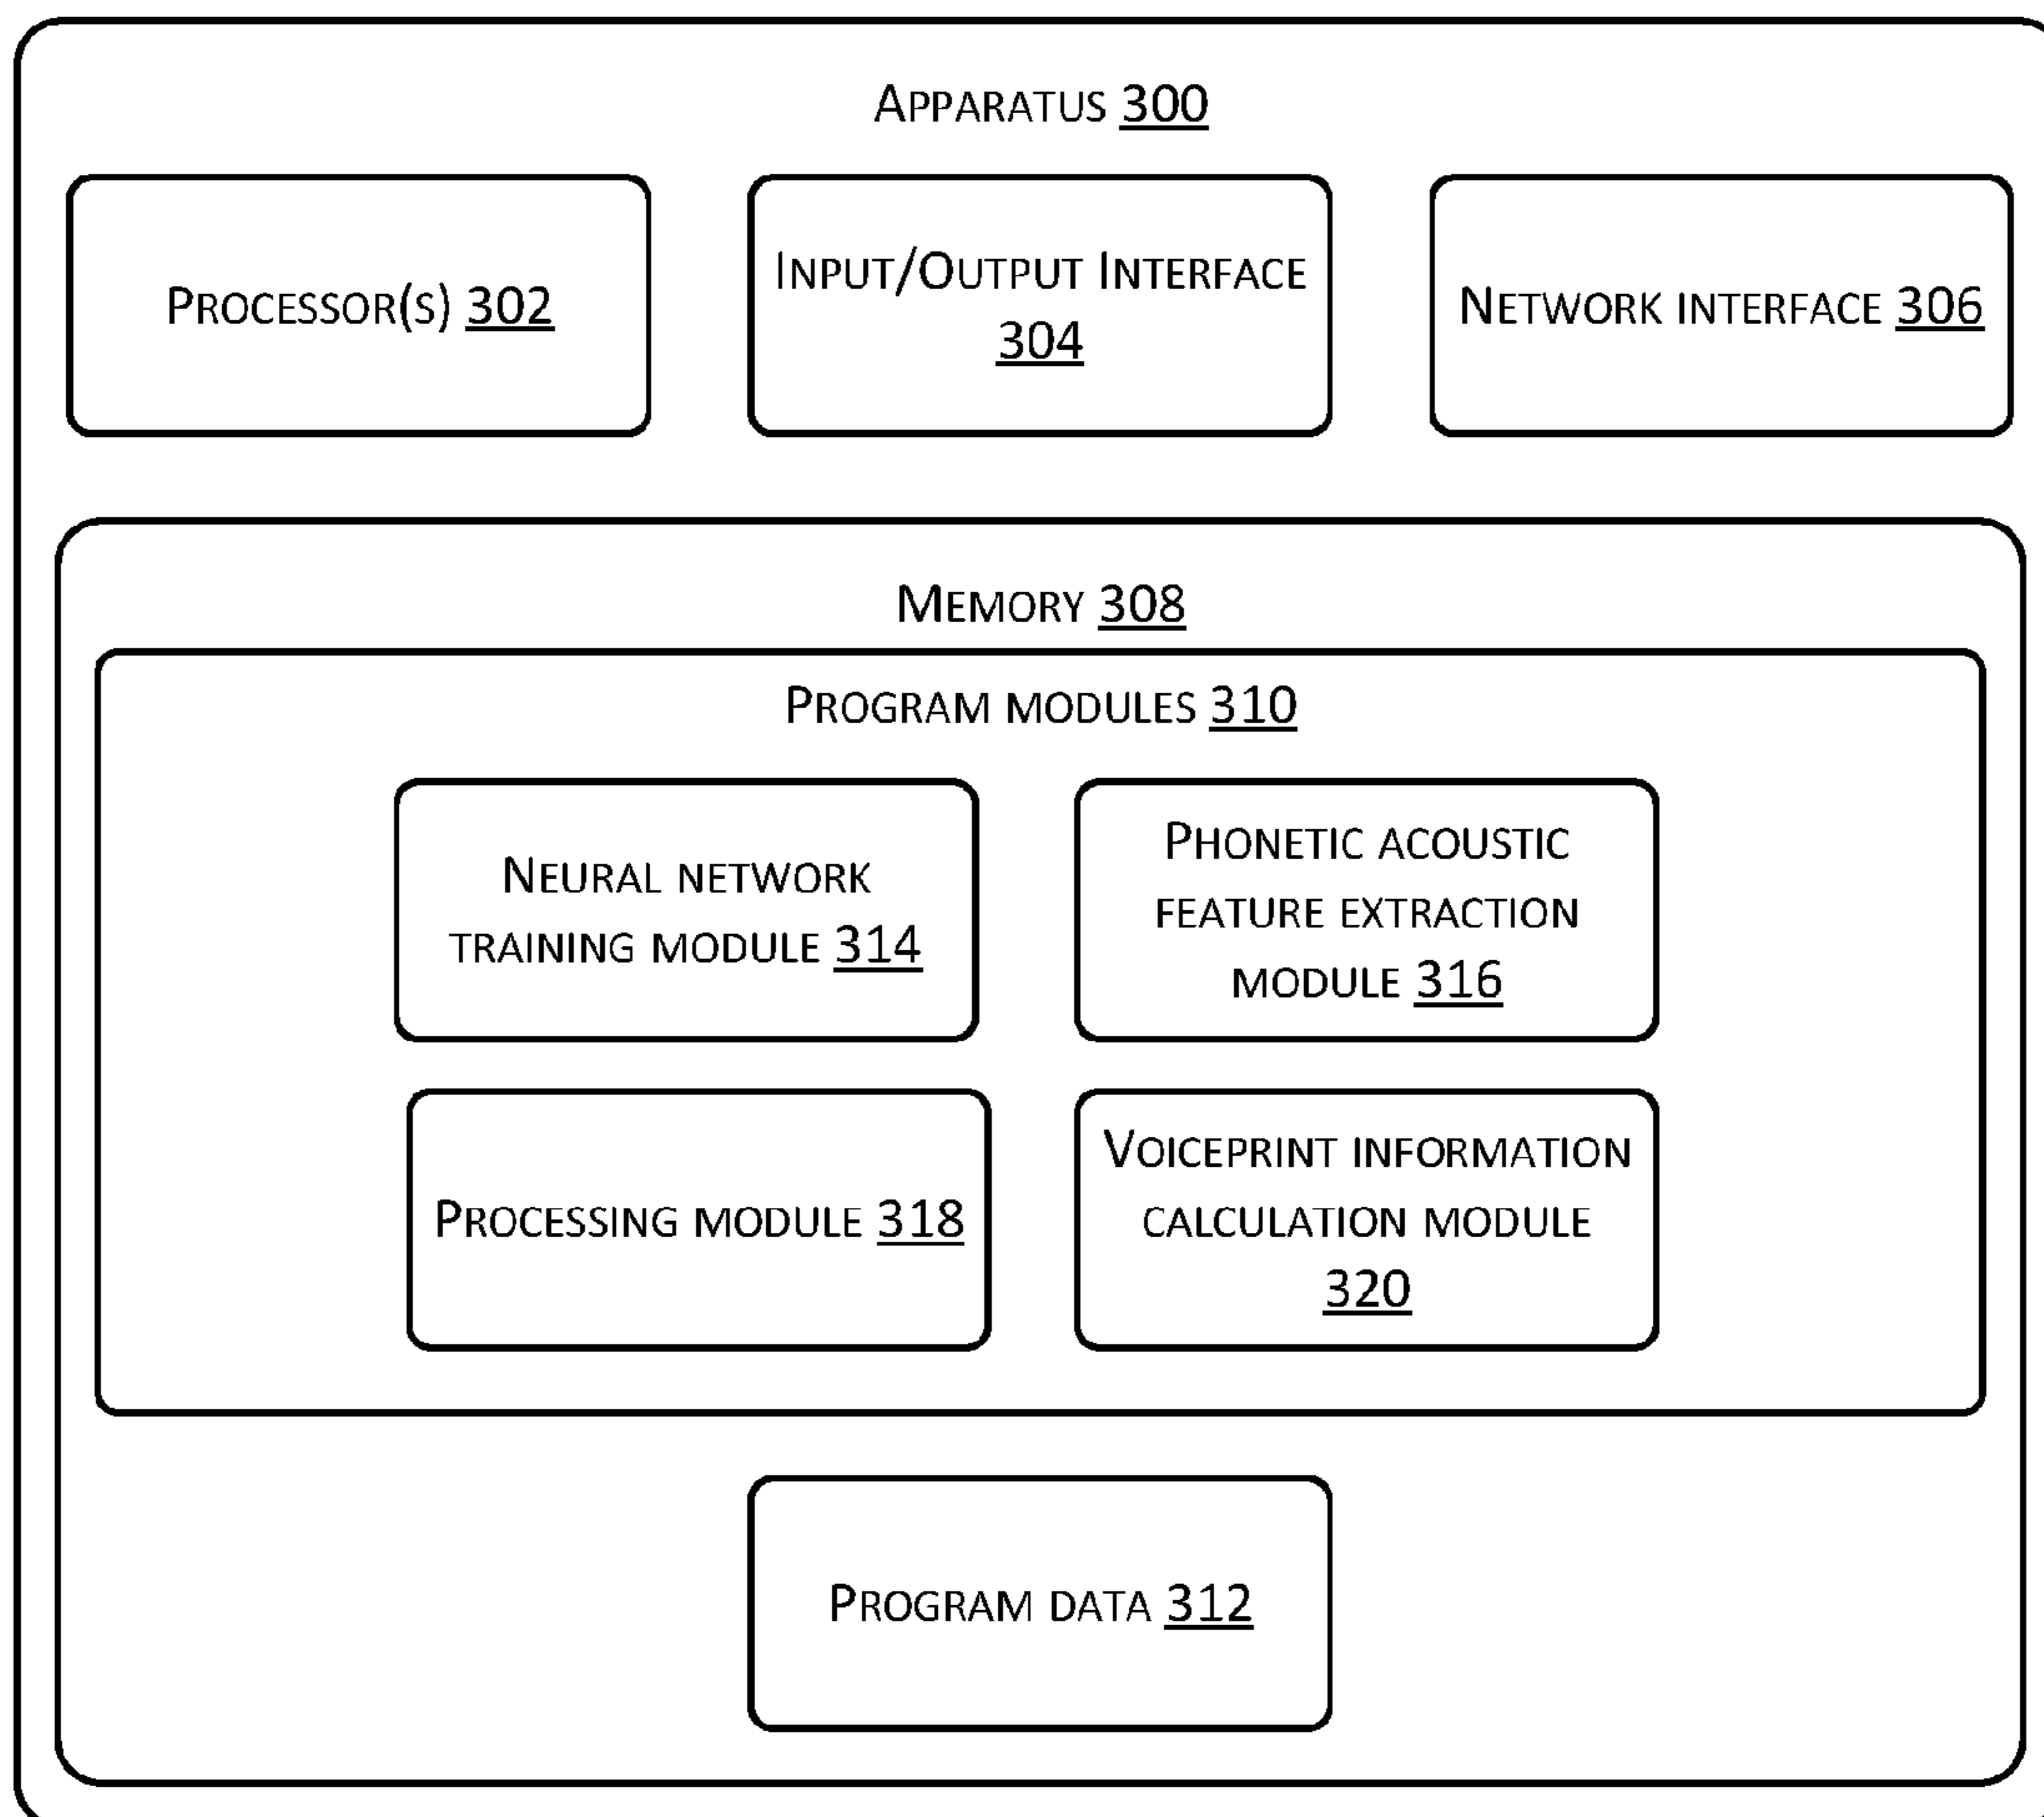 APPARATUS 300
PROCESSOR(S) 302
INPUT/OUTPUT INTERFACE
304
NETWORK INTERFACE 306
MEMORY 308
PROGRAM MODULES 310
NEURAL NETWORK
TRAINING MODULE 314
PHONETIC ACOUSTIC
FEATURE EXTRACTION
MODULE 316
PROCESSING MODULE 318
VOICEPRINT INFORMATION
CALCULATION MODULE
320
PROGRAM DATA 312